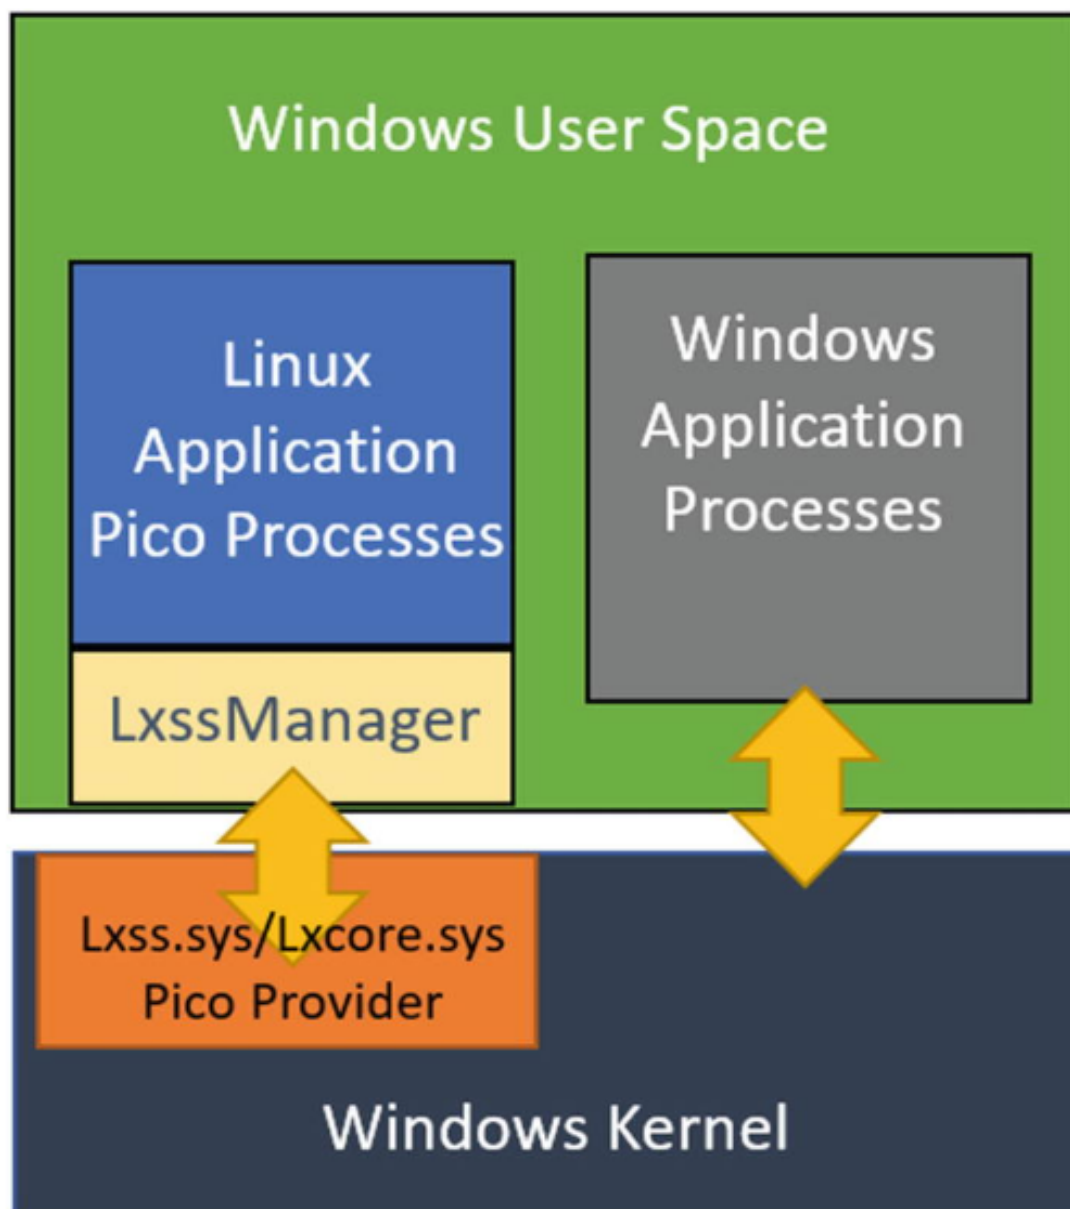 Windows User Space
Linux
Application
Pico Processes
LxssManager
Windows
Application
Processes
Lxss.sys/Lxcore.sys
Pico Provider
Windows Kernel